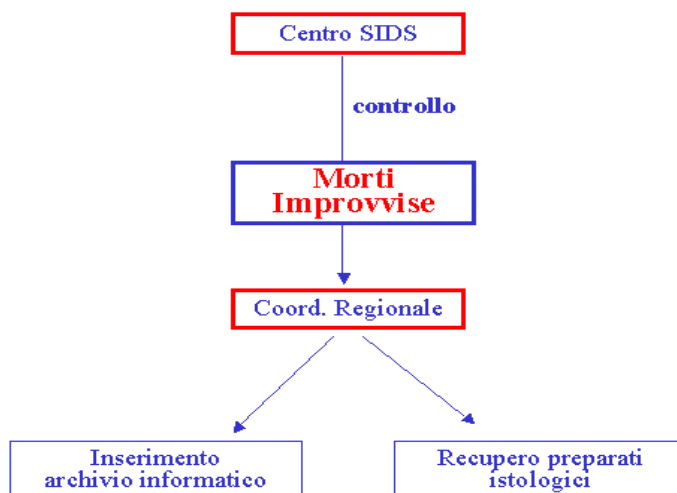 Centro SIDS
controllo
Morti
Improvvise
Coord. Regionale
Inserimento
archivio informatico
Recupero preparati
istologici